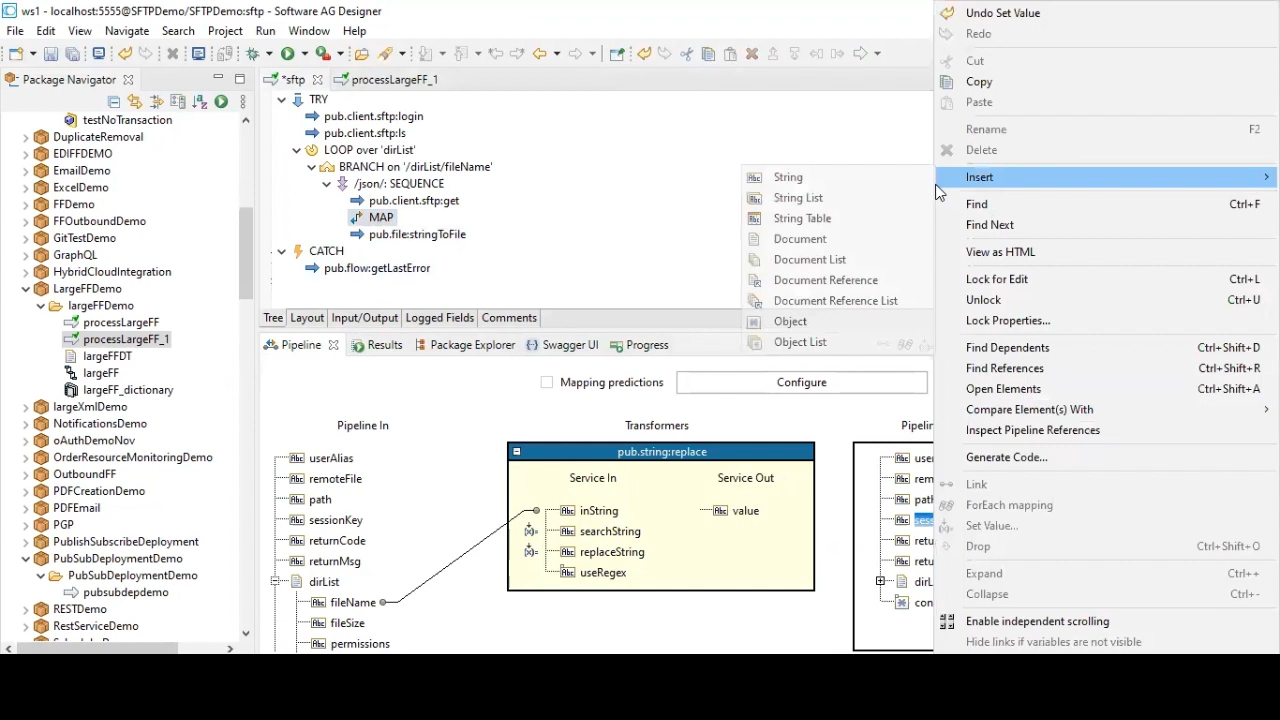 ws1 - localhost:5555@SFTPDemo/SFTPDemo:sftp - Software AG Designer
File Edit View Navigate Search Project Run Window Help
Package Navigator
testNoTransaction
DuplicateRemoval
EDIFFDEMO
EmailDemo
ExcelDemo
FFDemo
FFOutboundDemo
GitTestDemo
GraphQL
HybridCloudIntegration
LargeFFDemo
largeFFDemo
processLargeFF
processLargeFF_1
largeFFDT
largeFF
largeFF_dictionary
largeXmlDemo
NotificationsDemo
oAuthDemoNov
OrderResourceMonitoringDemo
OutboundFF
PDFCreationDemo
PDFEmail
PGP
PublishSubscribeDeployment
PubSubDeploymentDemo
PubSubDeploymentDemo
pubsubdepdemo
RESTDemo
RestServiceDemo
*sftp processLargeFF_1
TRY
pub.client.sftp:login
pub.client.sftp:ls
LOOP over 'dirList'
BRANCH on '/dirList/fileName'
/json/: SEQUENCE
pub.client.sftp:get
MAP
pub.file:stringToFile
CATCH
pub.flow:getLastError
Tree Layout Input/Output Logged Fields Comments
Pipeline Results Package Explorer Swagger UI Progress
Mapping predictions Configure
Pipeline In Transformers
userAlias
remoteFile
path
sessionKey
returnCode
returnMsg
dirList
fileName
fileSize
permissions
pub.string:replace
Service In Service Out
inString value
searchString
replaceString
useRegex
String
String List
String Table
Document
Document List
Document Reference
Document Reference List
Object
Object List
Undo Set Value
Redo
Cut
Copy
Paste
Rename F2
Delete
Insert
Find Ctrl+F
Find Next
View as HTML
Lock for Edit Ctrl+L
Unlock Ctrl+U
Lock Properties...
Find Dependents Ctrl+Shift+D
Find References Ctrl+Shift+R
Open Elements Ctrl+Shift+A
Compare Element(s) With
Inspect Pipeline References
Generate Code...
Link
ForEach mapping
Set Value...
Drop Ctrl+Shift+O
Expand Ctrl++
Collapse Ctrl+-
Enable independent scrolling
Hide links if variables are not visible